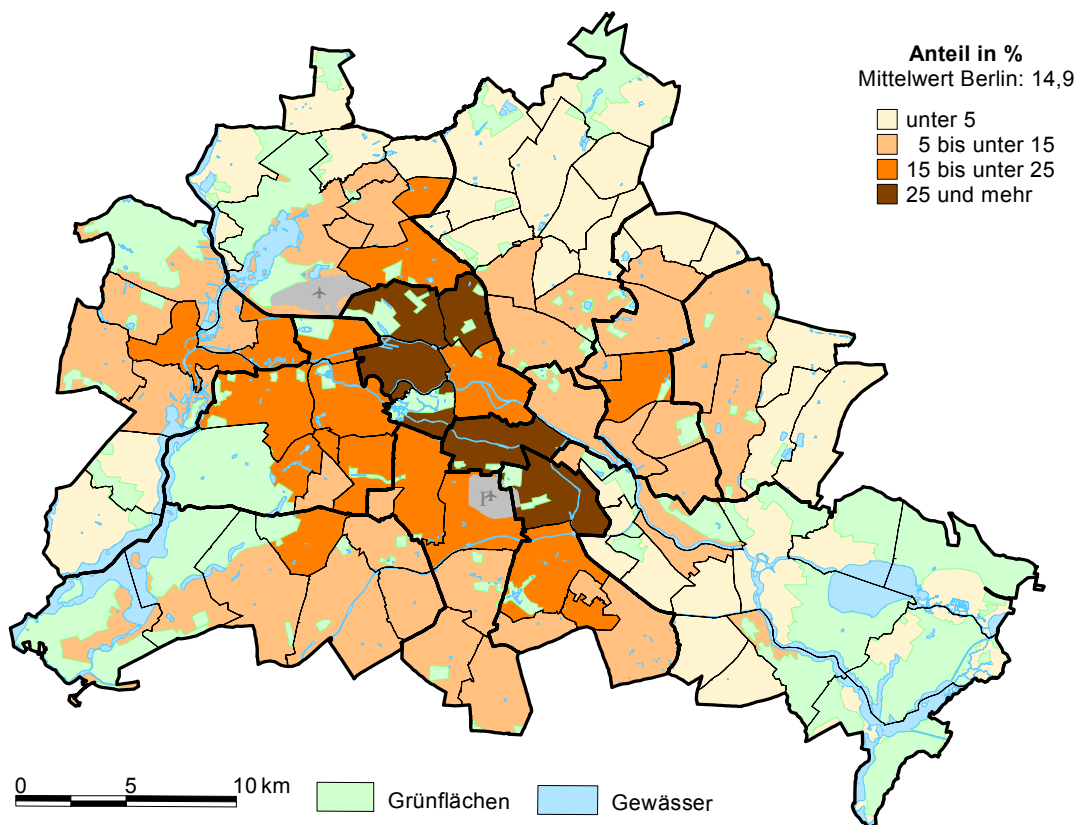 Anteil in %
Mittelwert Berlin: 14,9
unter 5
5 bis unter 15
15 bis unter 25
25 und mehr
0 5 10 km
Grünflächen
Gewässer